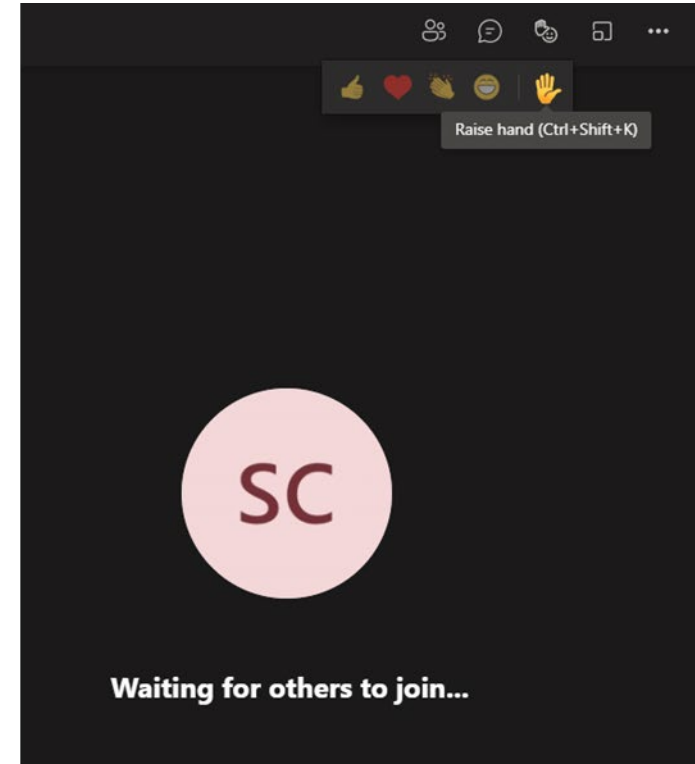 Raise hand (Ctrl+Shift+K)
SC
Waiting for others to join...